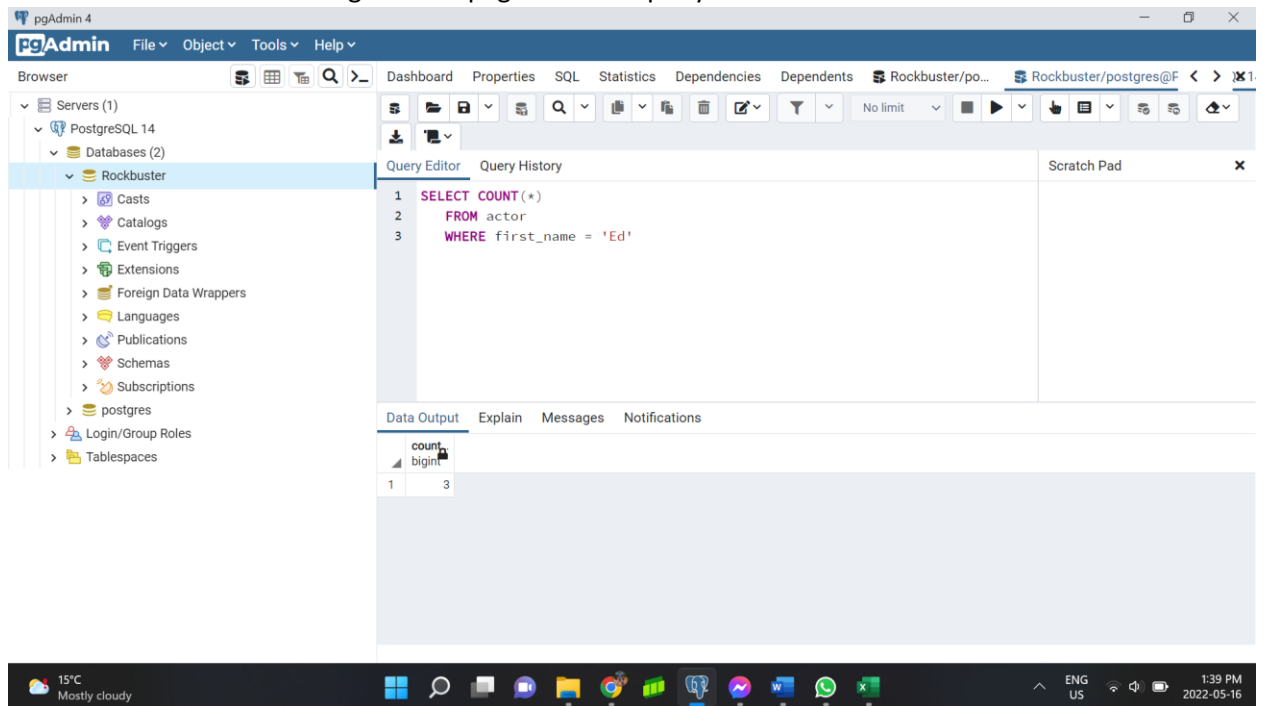 pgAdmin 4
pgAdmin File Object Tools Help
Browser
Dashboard Properties SQL Statistics Dependencies Dependents Rockbuster/po... Rockbuster/postgres@F
Servers (1)
PostgreSQL 14
Databases (2)
Rockbuster
Casts
Catalogs
Event Triggers
Extensions
Foreign Data Wrappers
Languages
Publications
Schemas
Subscriptions
postgres
Login/Group Roles
Tablespaces
No limit
Query Editor Query History
Scratch Pad
1 SELECT COUNT(*)
2 FROM actor
3 WHERE first_name = 'Ed'
Data Output Explain Messages Notifications
count
bigint
1 3
15°C
Mostly cloudy
ENG
US
1:39 PM
2022-05-16